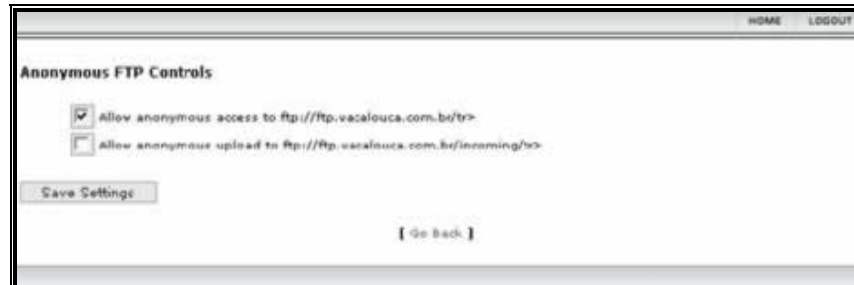 HOME LOGOUT
Anonymous FTP Controls
Allow anonymous access to ftp://ftp.vacalouca.com.br/tr>
Allow anonymous upload to ftp://ftp.vacalouca.com.br/incoming/tr>
Save Settings
[ Go Back ]